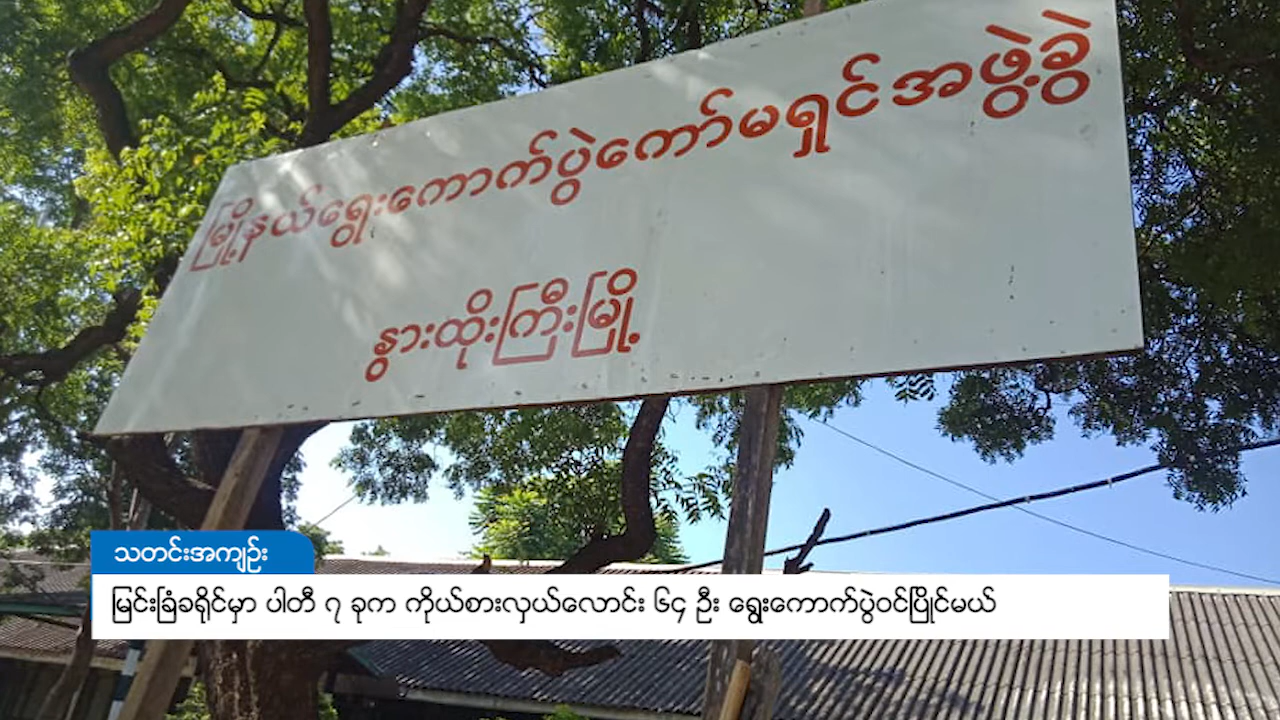 မြို့နယ်ရွေးကောက်ပွဲကော်မရှင်အဖွဲ့ခွဲ
နွားထိုးကြီးမြို့
သတင်းအကျဉ်း
မြင်းခြံခရိုင်မှာ ပါတီ ၇ ခုက ကိုယ်စားလှယ်လောင်း ၆၄ ဦး ရွေးကောက်ပွဲဝင်ပြိုင်မယ်